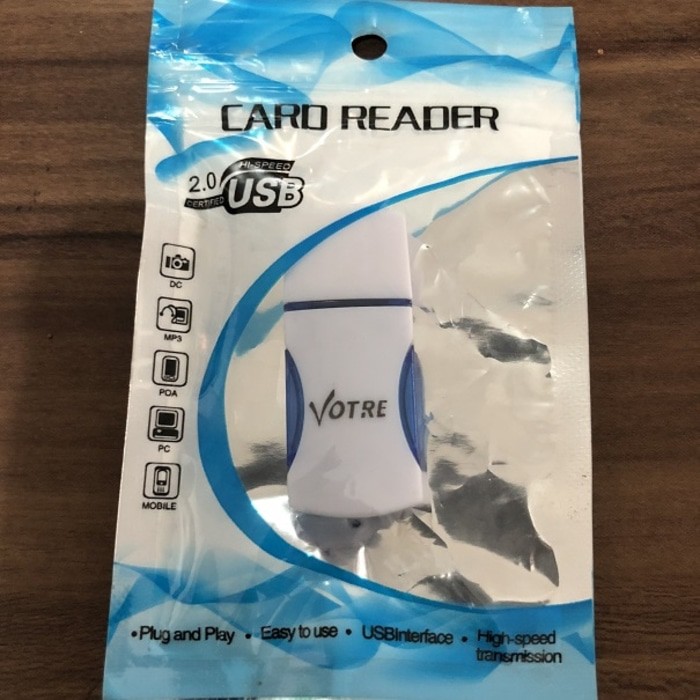 CARD READER
HI-SPEED
2.0 USB
CERTIFIED
DC
MP3
POA
PC
MOBILE
VOTRE
•Plug and Play • Easy to use • USBInterface • High-speed
transmission